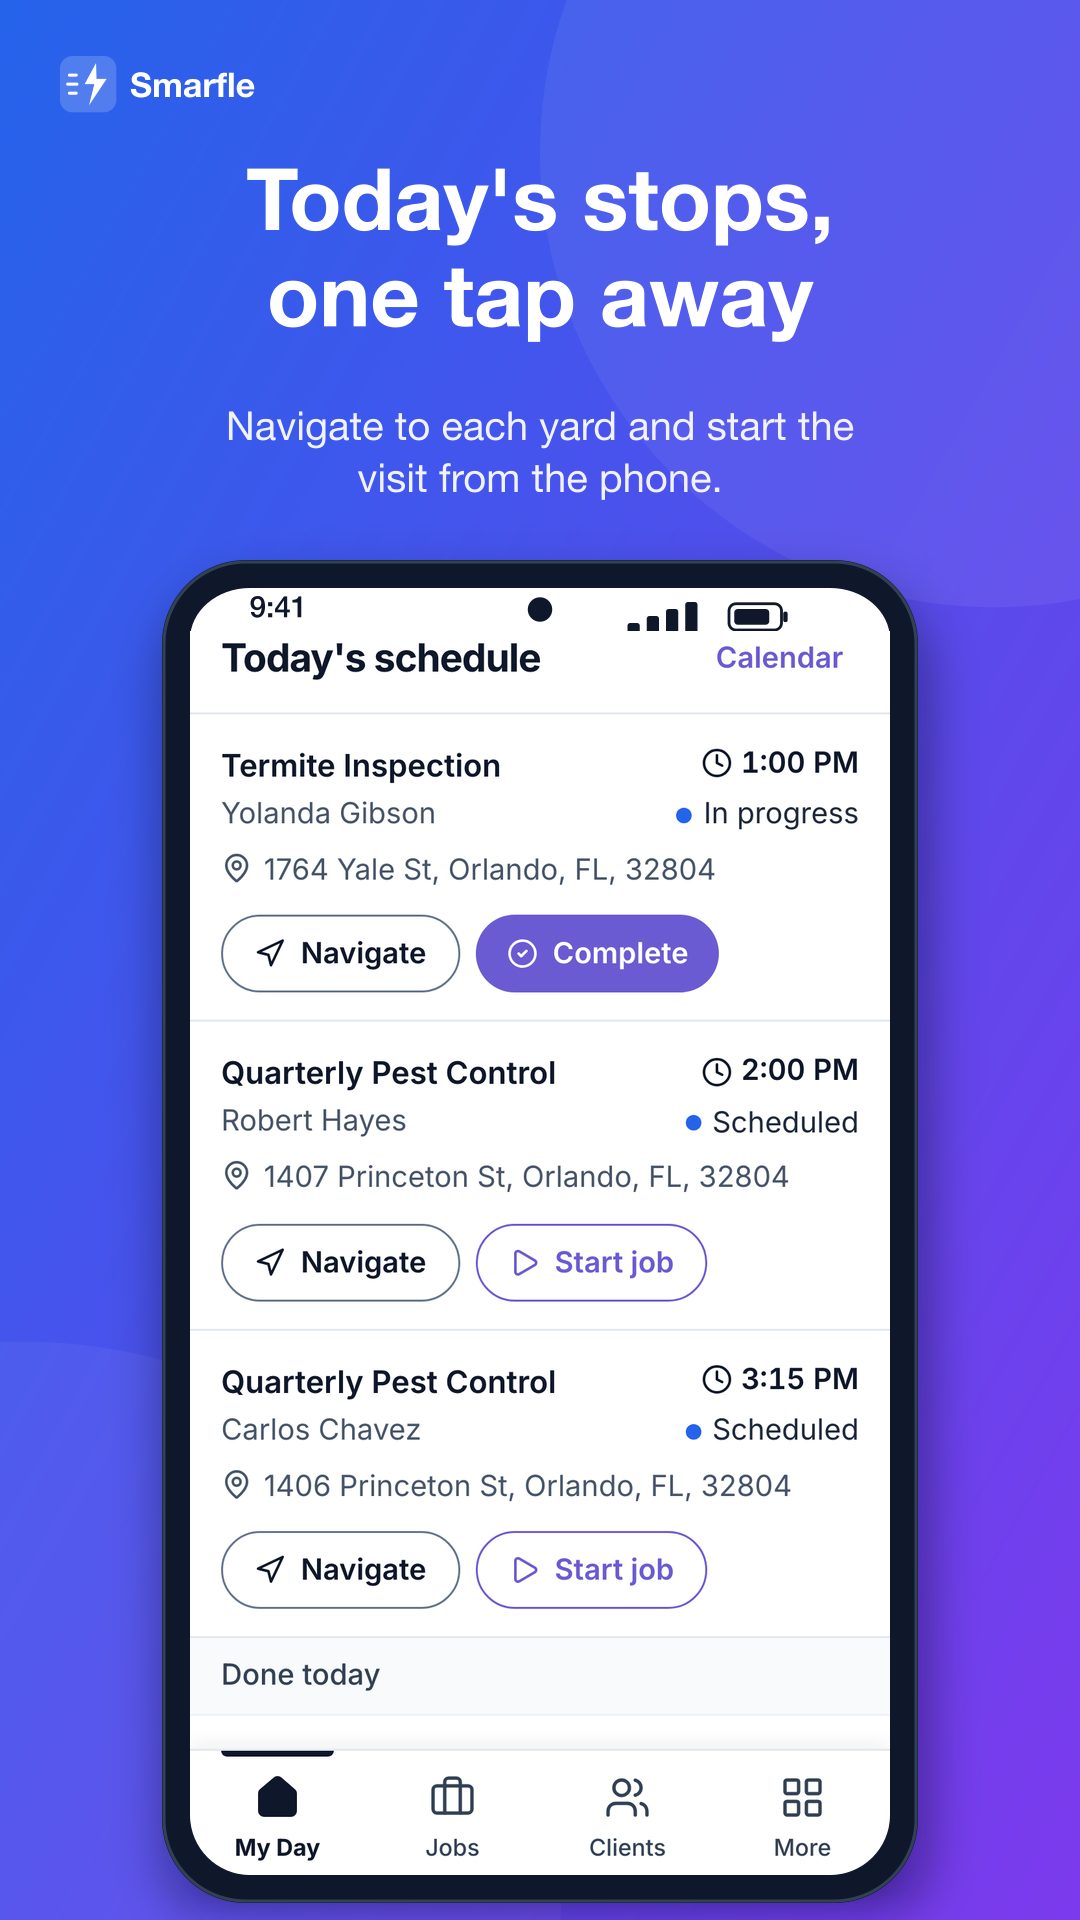 Smarfle
Today's stops,
one tap away
Navigate to each yard and start the
visit from the phone.
9:41
Today's schedule
Calendar
Termite Inspection
1:00 PM
Yolanda Gibson
In progress
1764 Yale St, Orlando, FL, 32804
Navigate
Complete
Quarterly Pest Control
2:00 PM
Robert Hayes
Scheduled
1407 Princeton St, Orlando, FL, 32804
Navigate
Start job
Quarterly Pest Control
3:15 PM
Carlos Chavez
Scheduled
1406 Princeton St, Orlando, FL, 32804
Navigate
Start job
Done today
My Day
Jobs
Clients
More